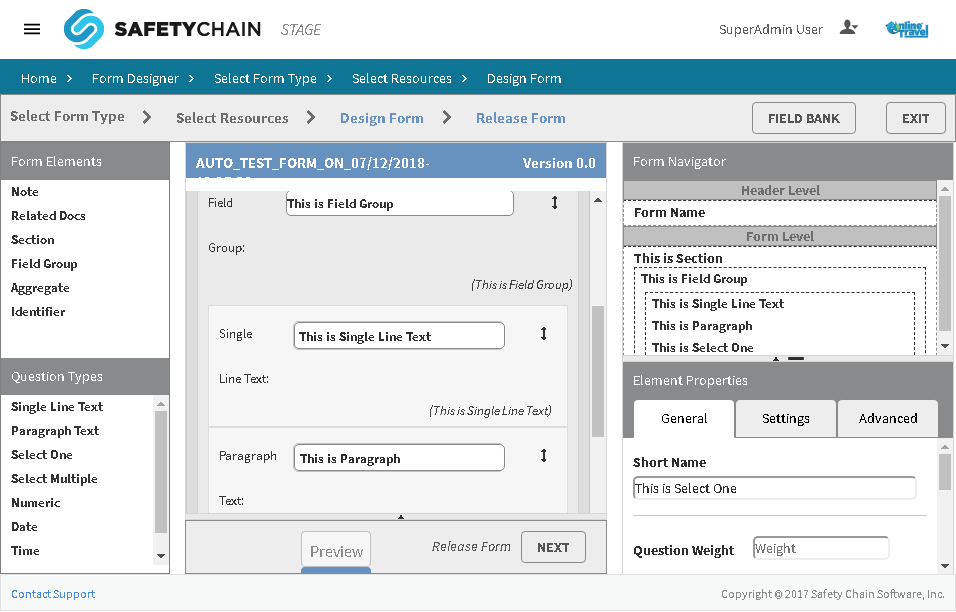 SAFETYCHAIN STAGE
SuperAdmin User
Online Travel
Home > Form Designer > Select Form Type > Select Resources > Design Form
Select Form Type > Select Resources > Design Form > Release Form
FIELD BANK
EXIT
Form Elements
Note
Related Docs
Section
Field Group
Aggregate
Identifier
Question Types
Single Line Text
Paragraph Text
Select One
Select Multiple
Numeric
Date
Time
AUTO_TEST_FORM_ON_07/12/2018-
Version 0.0
Field
Group:
This is Field Group
(This is Field Group)
Single
Line Text:
This is Single Line Text
(This is Single Line Text)
Paragraph
Text:
This is Paragraph
Preview
Release Form
NEXT
Form Navigator
Header Level
Form Name
Form Level
This is Section
This is Field Group
This is Single Line Text
This is Paragraph
This is Select One
Element Properties
General
Settings
Advanced
Short Name
This is Select One
Question Weight
Weight
Contact Support
Copyright © 2017 Safety Chain Software, Inc.